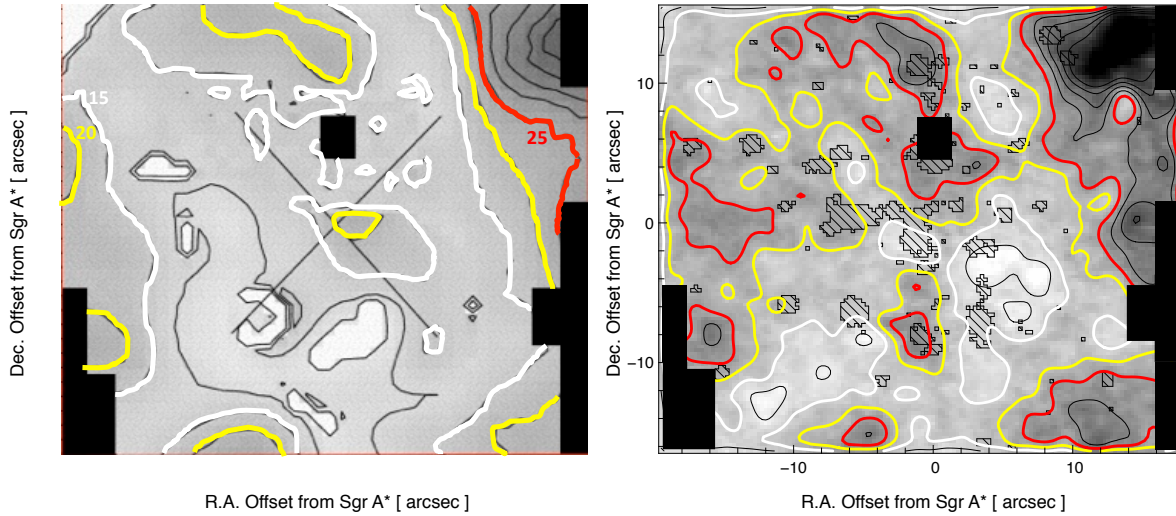 15
20
25
Dec. Offset from Sgr A* [ arcsec ]
R.A. Offset from Sgr A* [ arcsec ]
10
0
−10
−10 0 10
Dec. Offset from Sgr A* [ arcsec ]
R.A. Offset from Sgr A* [ arcsec ]